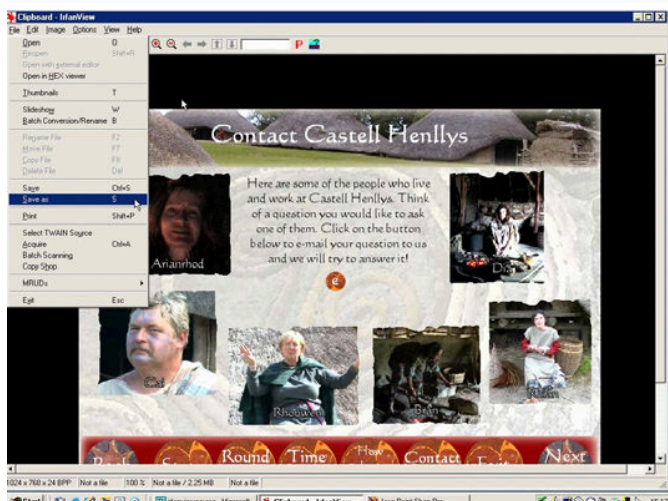 Clipboard - IrfanView
File Edit Image Options View Help
Open O
Reopen Shift+R
Open with external editor
Open in HEX viewer
Thumbnails T
Slideshow W
Batch Conversion/Rename B
Rename File F2
Move File F7
Copy File F8
Delete File Del
Save Ctrl+S
Save as S
Print Shift+P
Select TWAIN Source
Acquire Ctrl+A
Batch Scanning
Copy Shop
MRUDs
Exit Esc
P
Contact Castell Henllys
Here are some of the people who live
and work at Castell Henllys. Think
of a question you would like to ask
one of them. Click on the button
below to e-mail your question to us
and we will try to answer it!
e
Arianrhod
Rhouwen
Bran
Round Time How Contact Exit Next
1024 x 768 x 24 BPP Not a file 100 % Not a file / 2.25 MB Not a file
Start
Clipboard - IrfanView